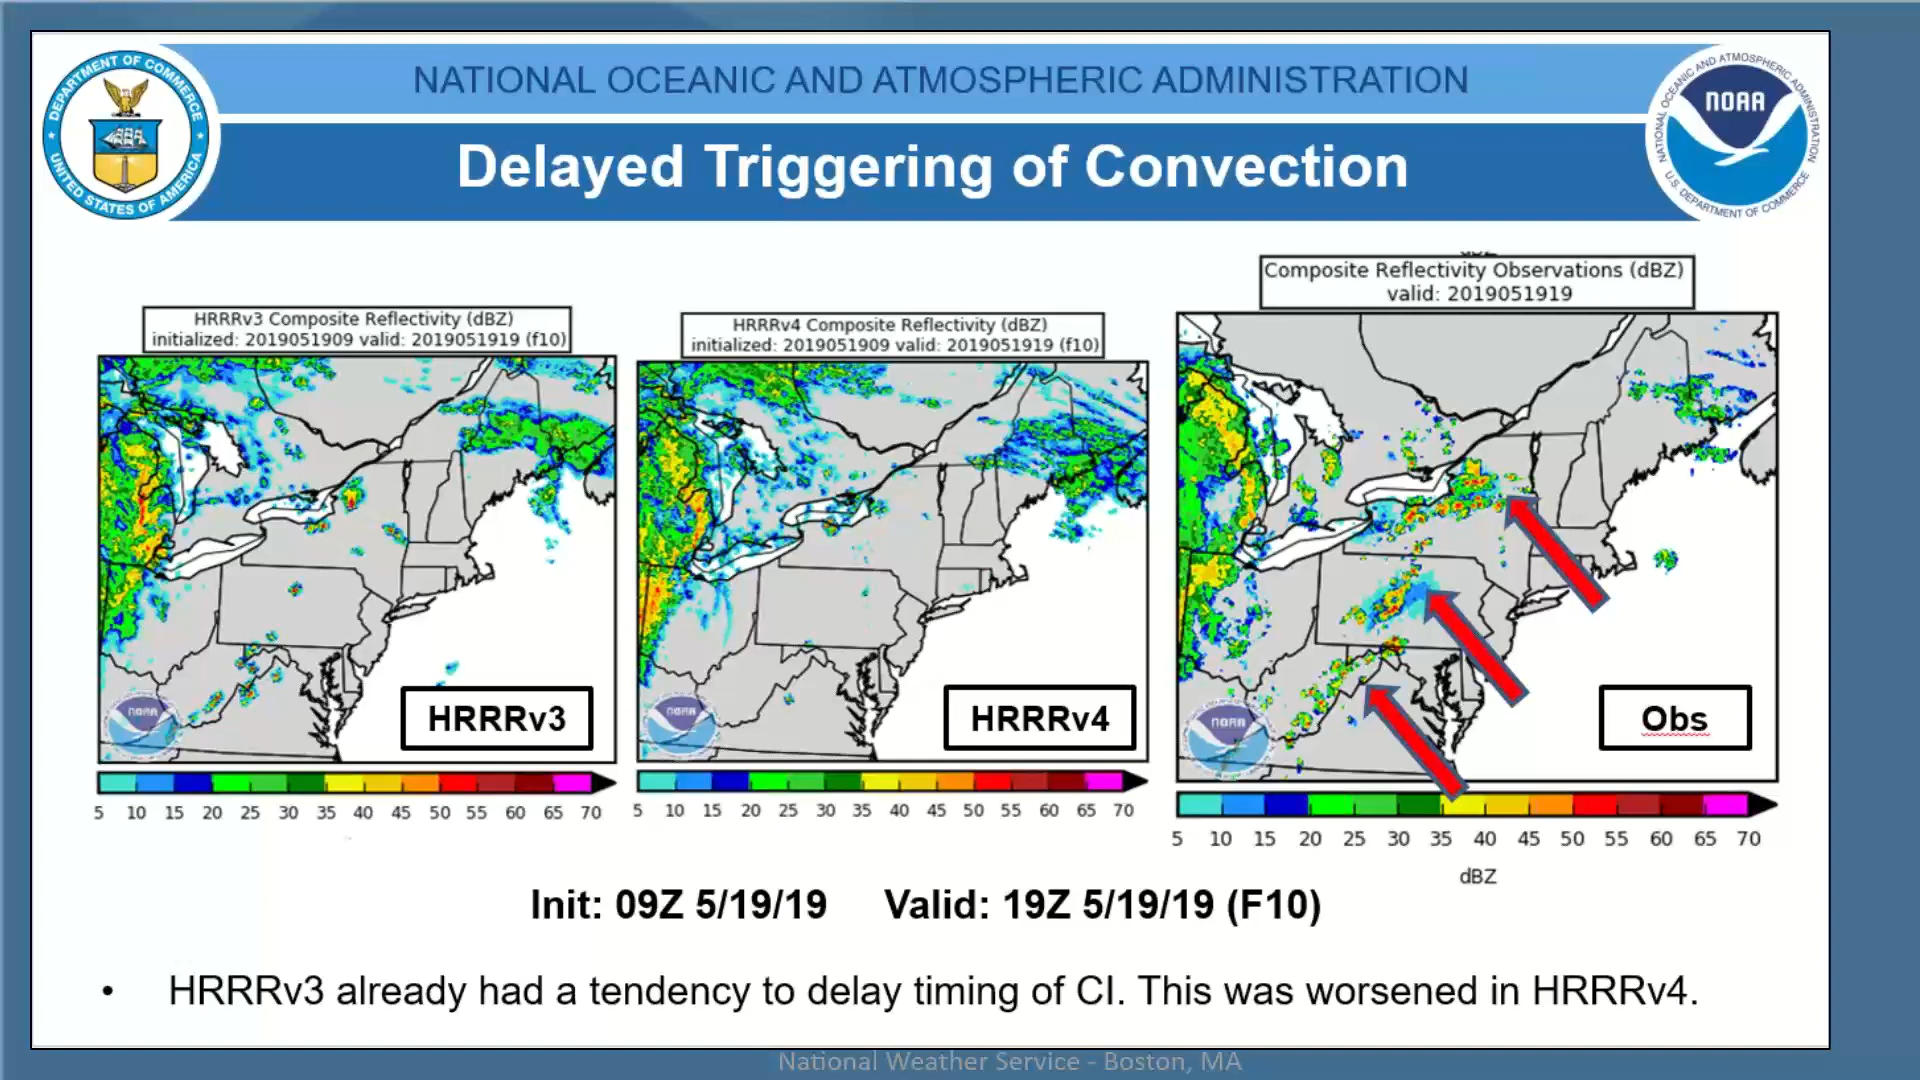 NATIONAL OCEANIC AND ATMOSPHERIC ADMINISTRATION
Delayed Triggering of Convection
DEPARTMENT OF COMMERCE
UNITED STATES OF AMERICA
NATIONAL OCEANIC AND ATMOSPHERIC ADMINISTRATION
NOAA
U.S. DEPARTMENT OF COMMERCE
HRRRv3 Composite Reflectivity (dBZ)
initialized: 2019051909 valid: 2019051919 (f10)
NOAA
HRRRv3
5 10 15 20 25 30 35 40 45 50 55 60 65 70
HRRRv4 Composite Reflectivity (dBZ)
initialized: 2019051909 valid: 2019051919 (f10)
NOAA
HRRRv4
5 10 15 20 25 30 35 40 45 50 55 60 65 70
Composite Reflectivity Observations (dBZ)
valid: 2019051919
NOAA
Obs
5 10 15 20 25 30 35 40 45 50 55 60 65 70
dBZ
Init: 09Z 5/19/19 Valid: 19Z 5/19/19 (F10)
• HRRRv3 already had a tendency to delay timing of CI. This was worsened in HRRRv4.
National Weather Service - Boston, MA